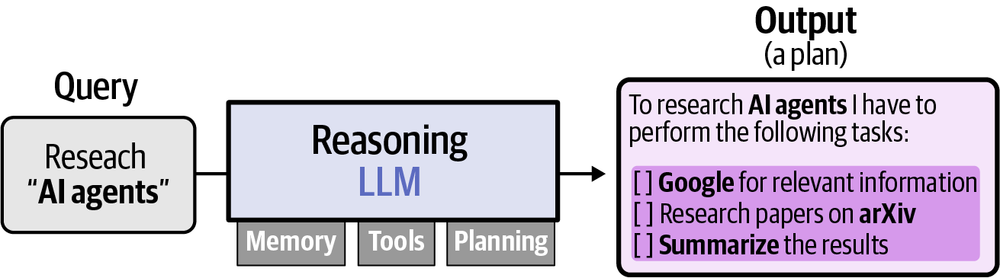 Query
Reseach
“AI agents”
Reasoning
LLM
Memory
Tools
Planning
Output
(a plan)
To research AI agents I have to
perform the following tasks:
[ ] Google for relevant information
[ ] Research papers on arXiv
[ ] Summarize the results